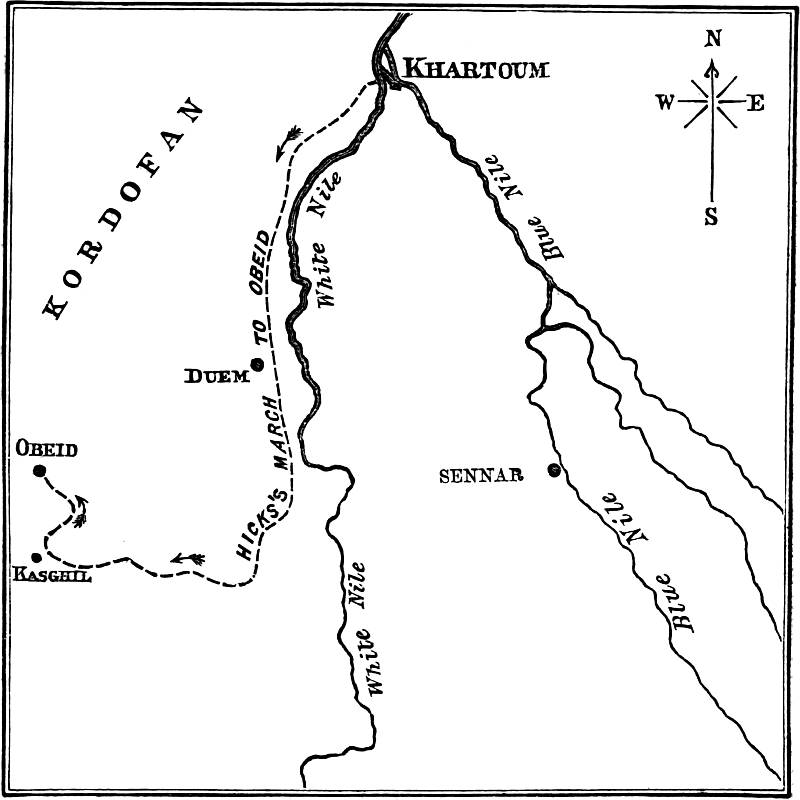 N
KHARTOUM
W E
S
KORDOFAN
White Nile
Blue Nile
HICKS'S MARCH TO OBEID
DUEM
OBEID
SENNAR
KASGHIL
Blue Nile
White Nile